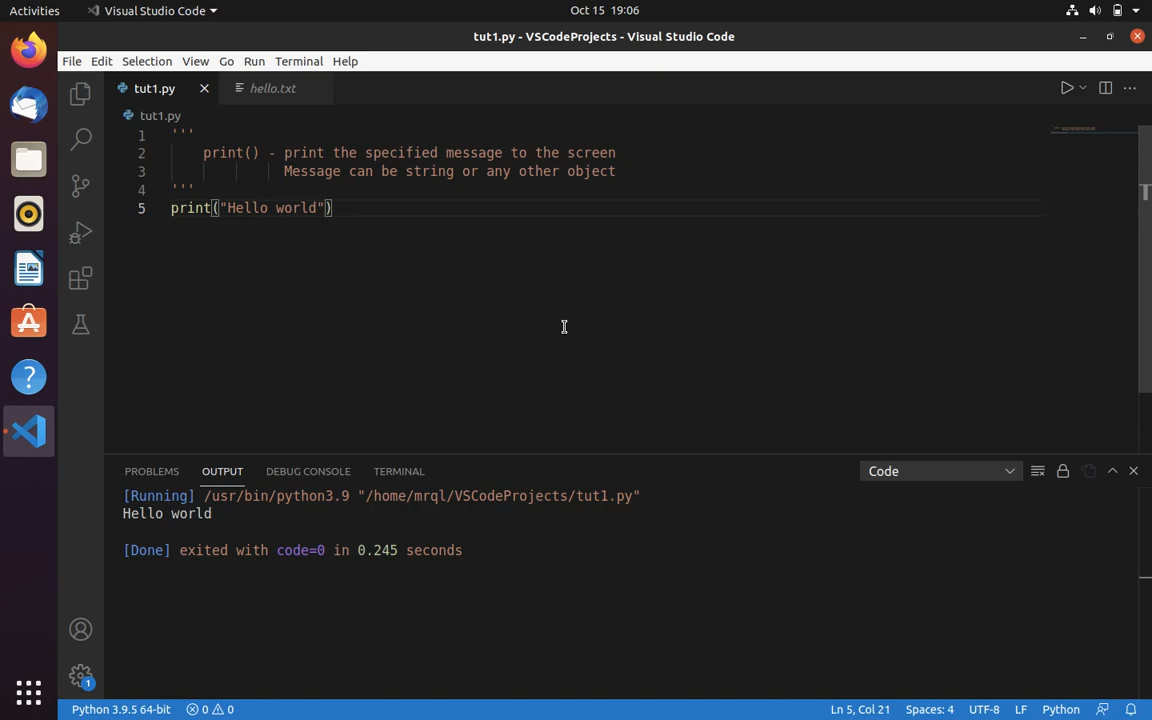 Activities Visual Studio Code Oct 15 19:06
tut1.py - VSCodeProjects - Visual Studio Code
File Edit Selection View Go Run Terminal Help
tut1.py hello.txt
tut1.py
1 '''
2 print() - print the specified message to the screen
3 Message can be string or any other object
4 '''
5 print("Hello world")
PROBLEMS OUTPUT DEBUG CONSOLE TERMINAL Code
[Running] /usr/bin/python3.9 "/home/mrql/VSCodeProjects/tut1.py"
Hello world
[Done] exited with code=0 in 0.245 seconds
1
Python 3.9.5 64-bit 0 0 Ln 5, Col 21 Spaces: 4 UTF-8 LF Python